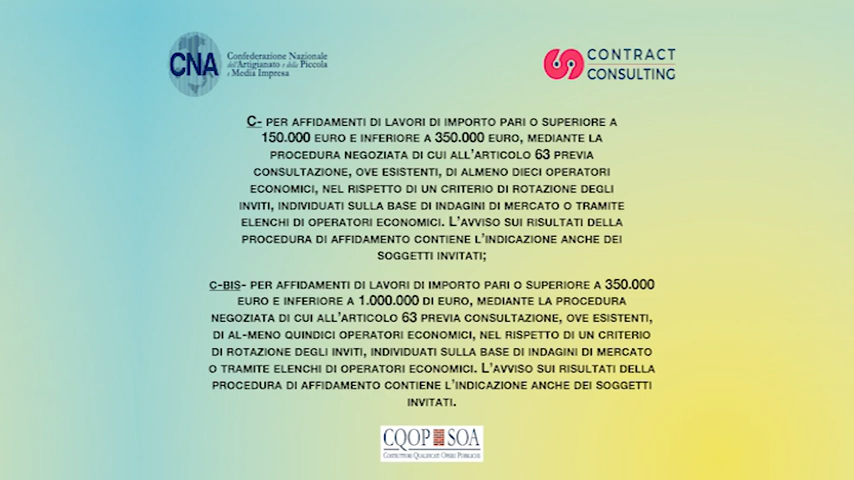 CNA
Confederazione Nazionale
dell'Artigianato e della Piccola
e Media Impresa
CONTRACT
CONSULTING
C- PER AFFIDAMENTI DI LAVORI DI IMPORTO PARI O SUPERIORE A
150.000 EURO E INFERIORE A 350.000 EURO, MEDIANTE LA
PROCEDURA NEGOZIATA DI CUI ALL'ARTICOLO 63 PREVIA
CONSULTAZIONE, OVE ESISTENTI, DI ALMENO DIECI OPERATORI
ECONOMICI, NEL RISPETTO DI UN CRITERIO DI ROTAZIONE DEGLI
INVITI, INDIVIDUATI SULLA BASE DI INDAGINI DI MERCATO O TRAMITE
ELENCHI DI OPERATORI ECONOMICI. L'AVVISO SUI RISULTATI DELLA
PROCEDURA DI AFFIDAMENTO CONTIENE L'INDICAZIONE ANCHE DEI
SOGGETTI INVITATI;
C-BIS- PER AFFIDAMENTI DI LAVORI DI IMPORTO PARI O SUPERIORE A 350.000
EURO E INFERIORE A 1.000.000 DI EURO, MEDIANTE LA PROCEDURA
NEGOZIATA DI CUI ALL'ARTICOLO 63 PREVIA CONSULTAZIONE, OVE ESISTENTI,
DI AL-MENO QUINDICI OPERATORI ECONOMICI, NEL RISPETTO DI UN CRITERIO
DI ROTAZIONE DEGLI INVITI, INDIVIDUATI SULLA BASE DI INDAGINI DI MERCATO
O TRAMITE ELENCHI DI OPERATORI ECONOMICI. L'AVVISO SUI RISULTATI DELLA
PROCEDURA DI AFFIDAMENTO CONTIENE L'INDICAZIONE ANCHE DEI SOGGETTI
INVITATI.
CQOP SOA
COSTRUTTORI QUALIFICATI OPERE PUBBLICHE